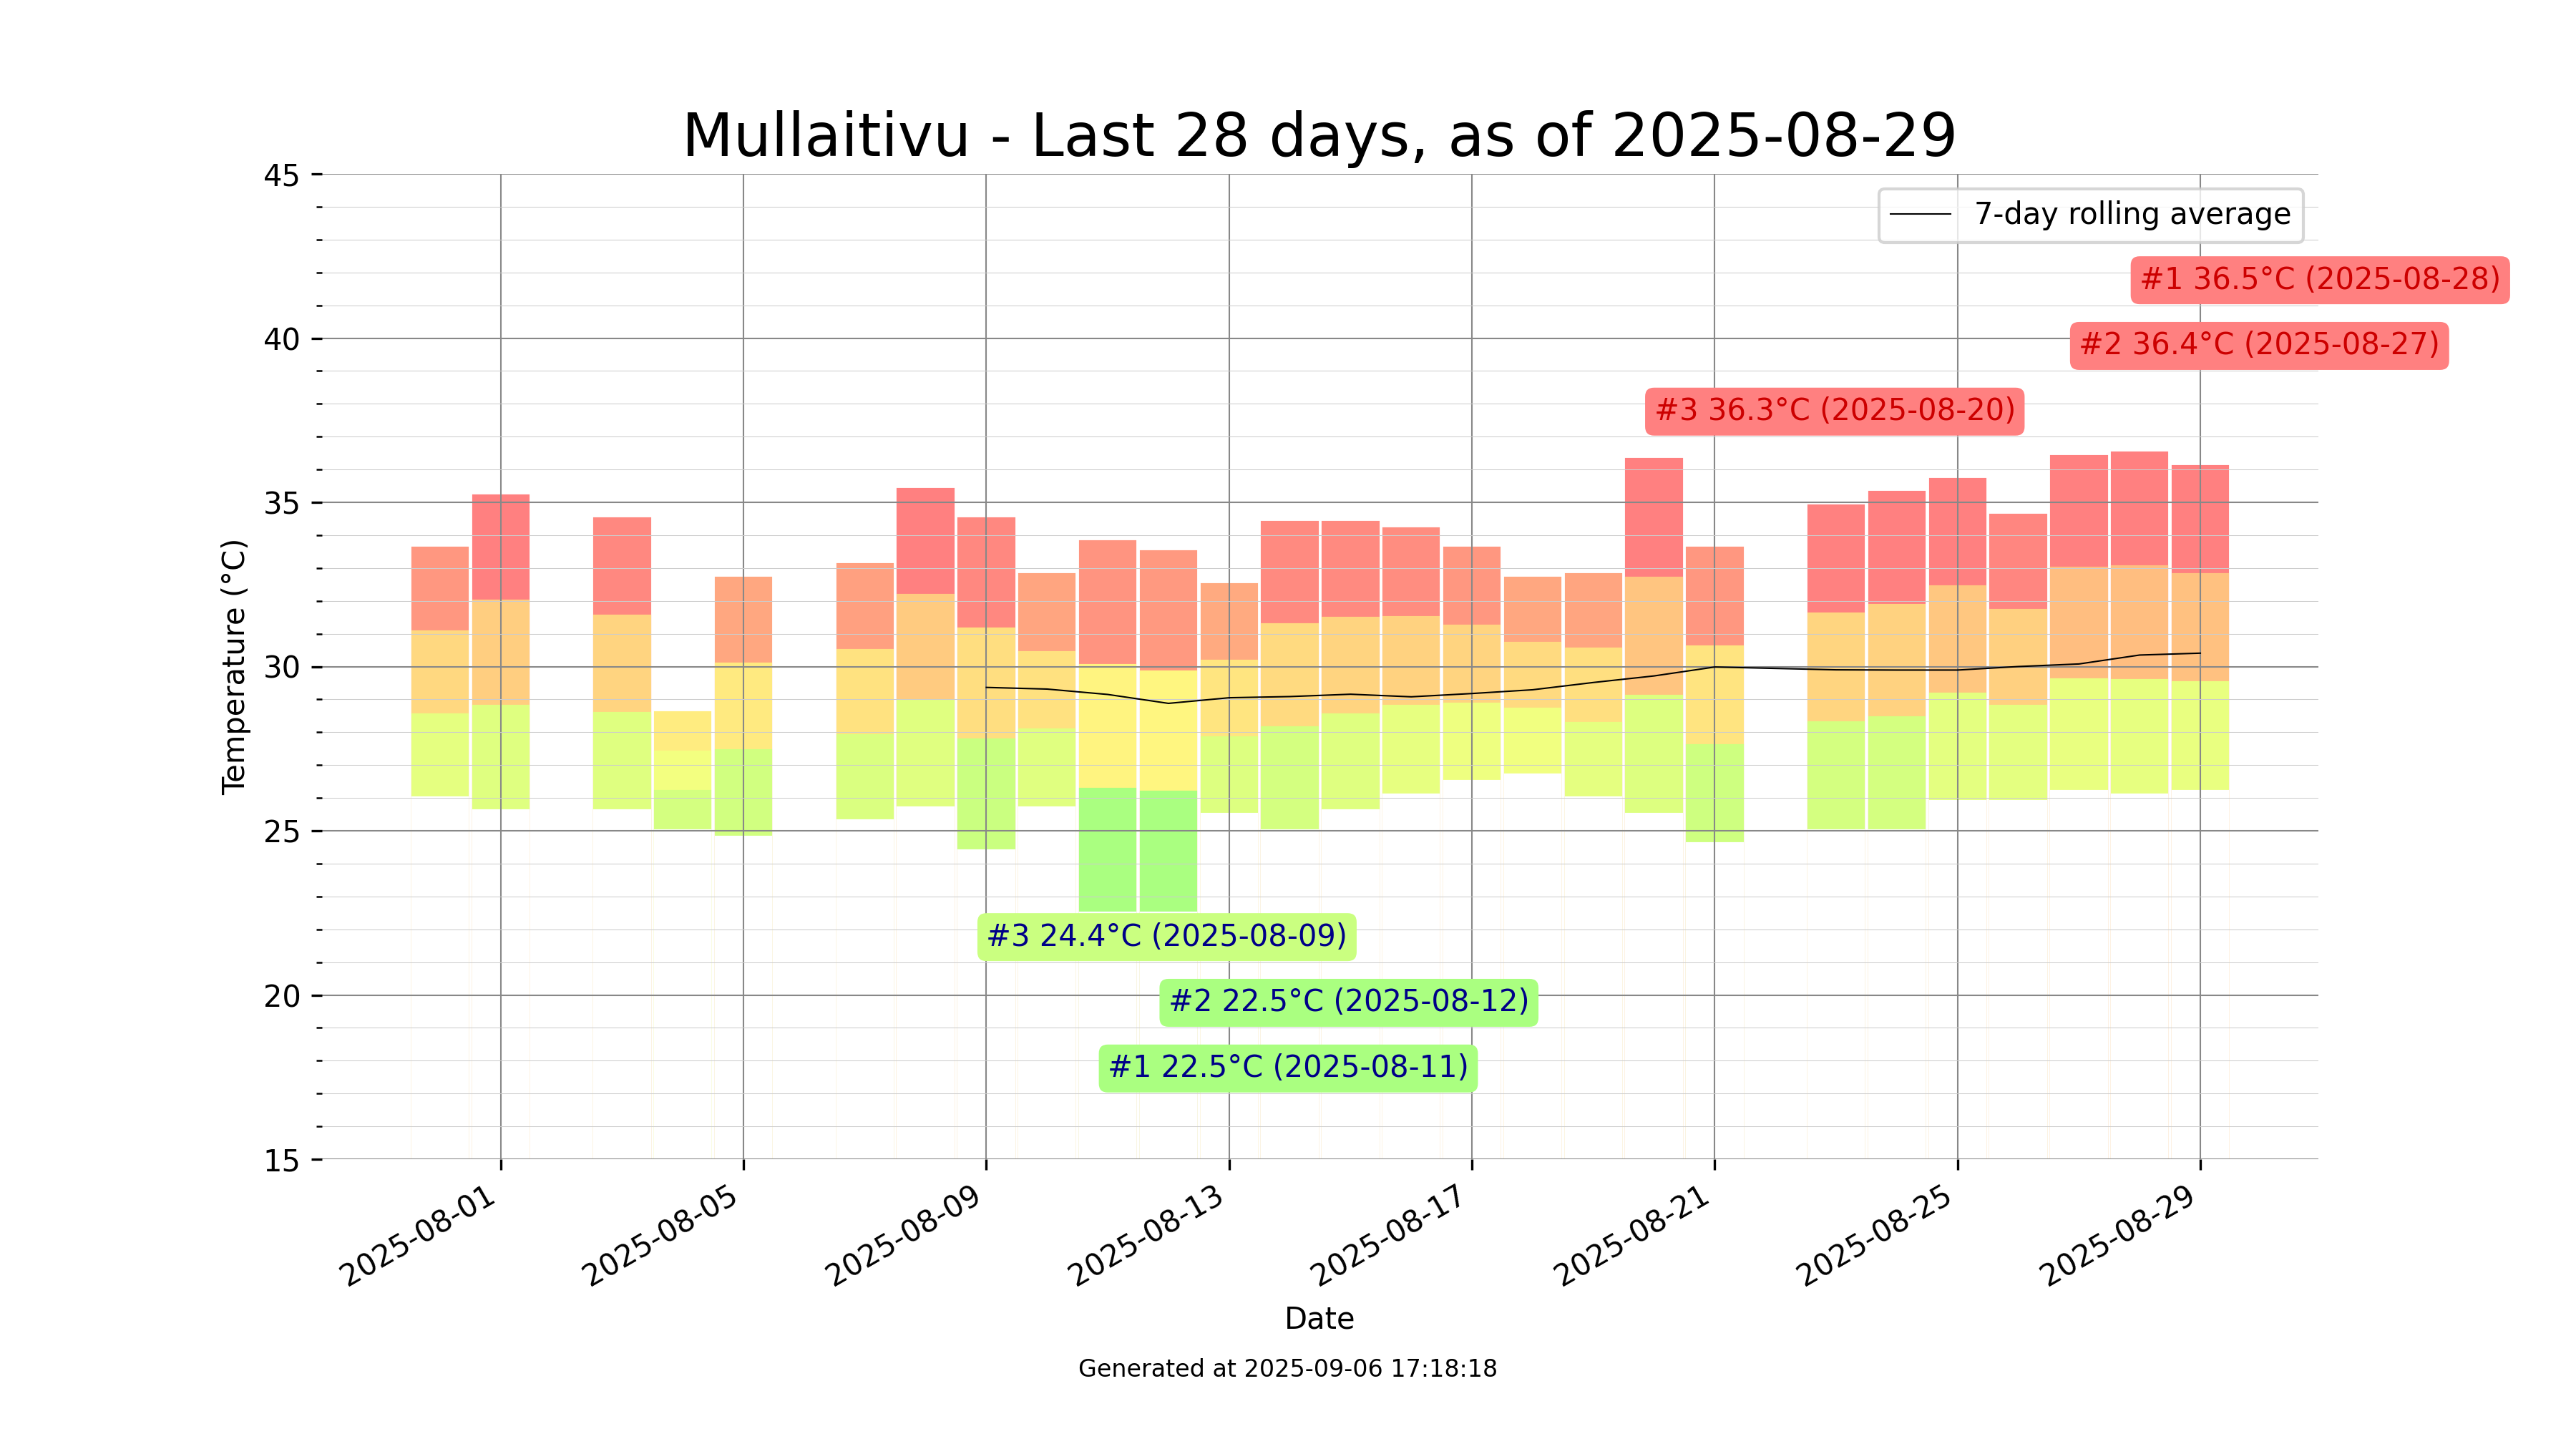 Mullaitivu - Last 28 days, as of 2025-08-29
45
7-day rolling average
#1 36.5°C (2025-08-28)
40
#2 36.4°C (2025-08-27)
#3 36.3°C (2025-08-20)
35
Temperature (°C)
30
25
#3 24.4°C (2025-08-09)
20
#2 22.5°C (2025-08-12)
#1 22.5°C (2025-08-11)
15
2025-08-01
2025-08-05
2025-08-09
2025-08-13
2025-08-17
2025-08-21
2025-08-25
2025-08-29
Date
Generated at 2025-09-06 17:18:18